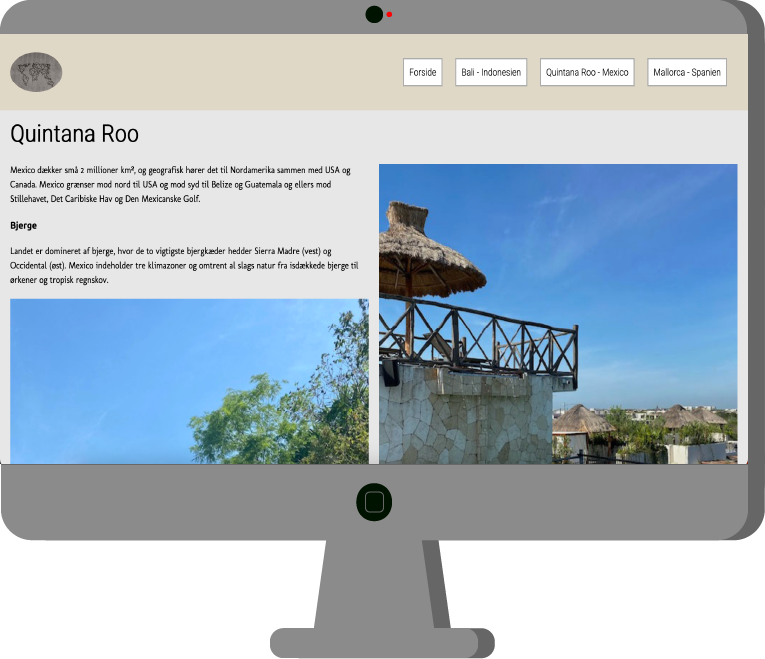 Forside
Bali - Indonesien
Quintana Roo - Mexico
Mallorca - Spanien
Quintana Roo
Mexico dækker små 2 millioner km², og geografisk hører det til Nordamerika sammen med USA og
Canada. Mexico grænser mod nord til USA og mod syd til Belize og Guatemala og ellers mod
Stillehavet, Det Caribiske Hav og Den Mexicanske Golf.
Bjerge
Landet er domineret af bjerge, hvor de to vigtigste bjergkæder hedder Sierra Madre (vest) og
Occidental (øst). Mexico indeholder tre klimazoner og omtrent al slags natur fra isdækkede bjerge til
ørkener og tropisk regnskov.